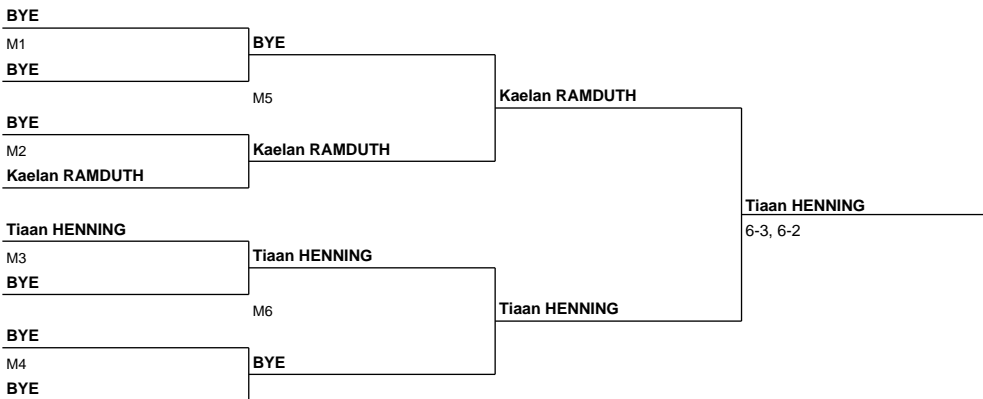 BYE
M1
BYE
BYE
M5
BYE
M2
Kaelan RAMDUTH
Kaelan RAMDUTH
Kaelan RAMDUTH
Tiaan HENNING
M3
BYE
Tiaan HENNING
M6
BYE
M4
BYE
BYE
Tiaan HENNING
Tiaan HENNING
6-3, 6-2